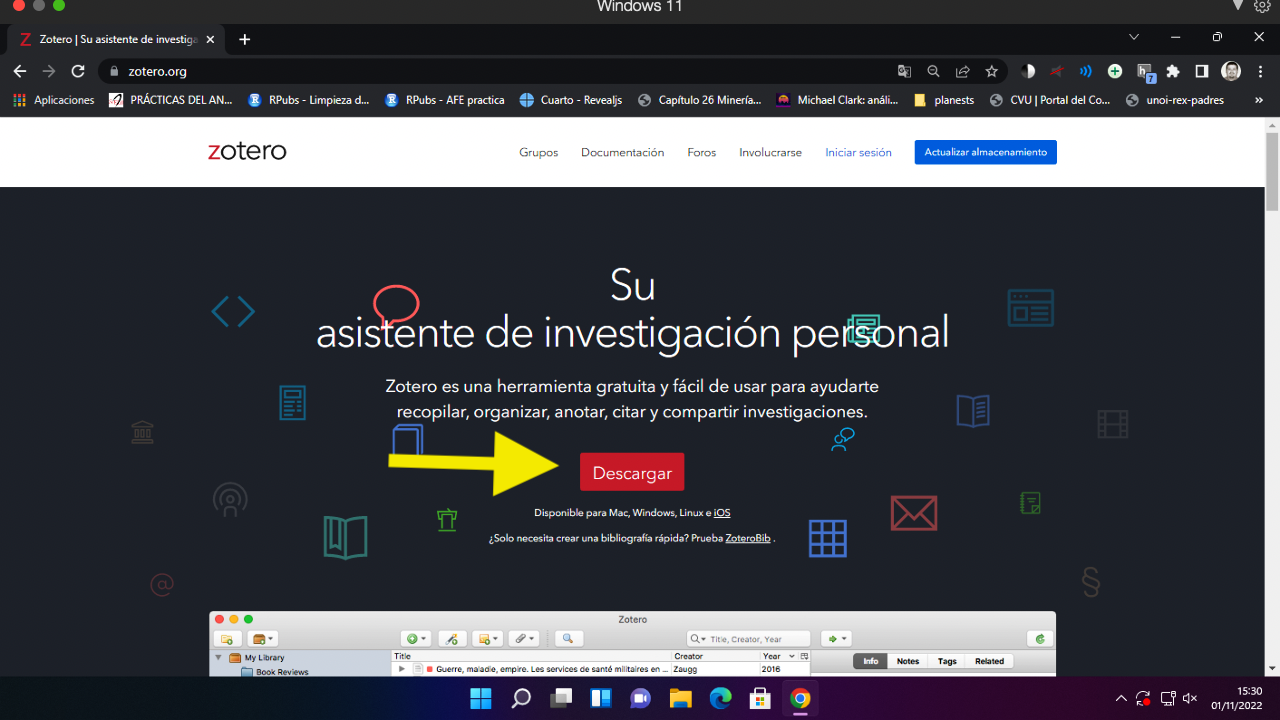 Windows 11
Zotero | Su asistente de investiga
zotero.org
7
Aplicaciones
PRÁCTICAS DEL AN...
RPubs - Limpieza d...
RPubs - AFE practica
Cuarto - Revealjs
Capítulo 26 Minería...
Michael Clark: análi...
planests
CVU | Portal del Co...
unoi-rex-padres
»
zotero
Grupos
Documentación
Foros
Involucrarse
Iniciar sesión
Actualizar almacenamiento
Su
asistente de investigación personal
Zotero es una herramienta gratuita y fácil de usar para ayudarte
recopilar, organizar, anotar, citar y compartir investigaciones.
Descargar
Disponible para Mac, Windows, Linux e iOS
¿Solo necesita crear una bibliografía rápida? Prueba ZoteroBib .
Zotero
Title, Creator, Year
My Library
Title
Creator
Year
Info
Notes
Tags
Related
Guerre, maladie, empire. Les services de santé militaires en ...
Zaugg
2016
Book Reviews
15:30
01/11/2022